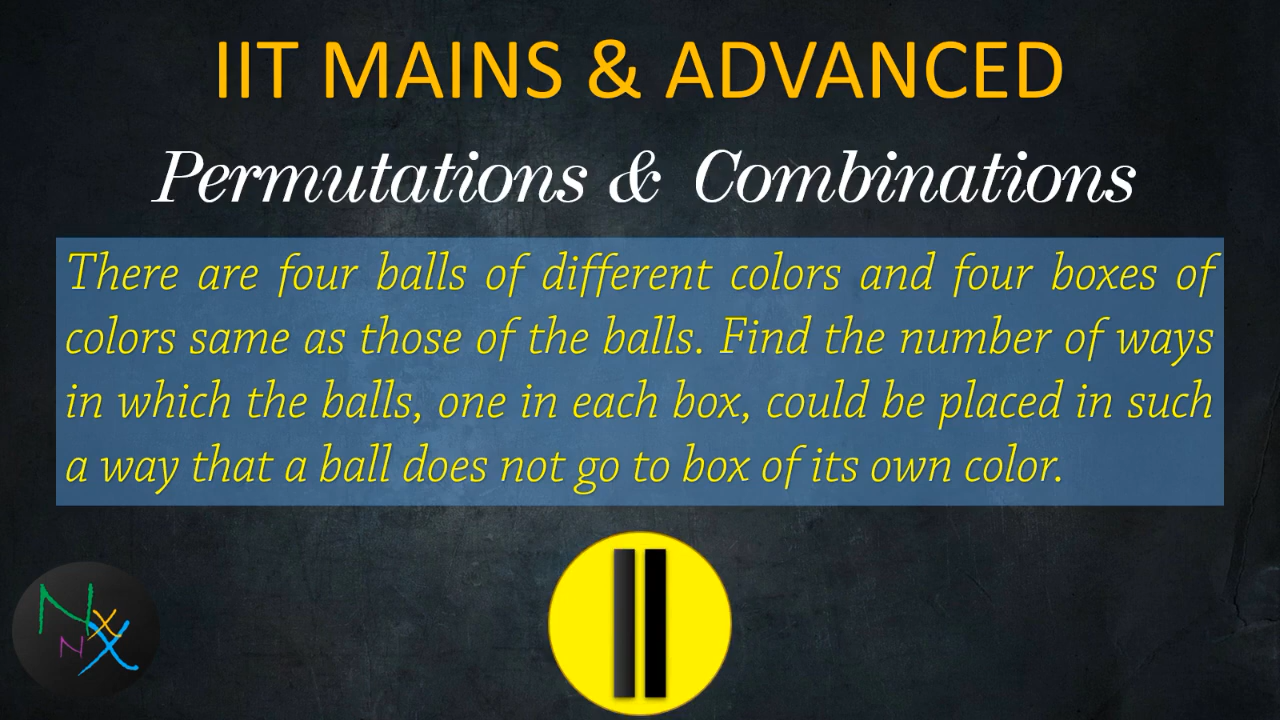 IIT MAINS & ADVANCED
Permutations & Combinations
There are four balls of different colors and four boxes of
colors same as those of the balls. Find the number of ways
in which the balls, one in each box, could be placed in such
a way that a ball does not go to box of its own color.
N x
N X